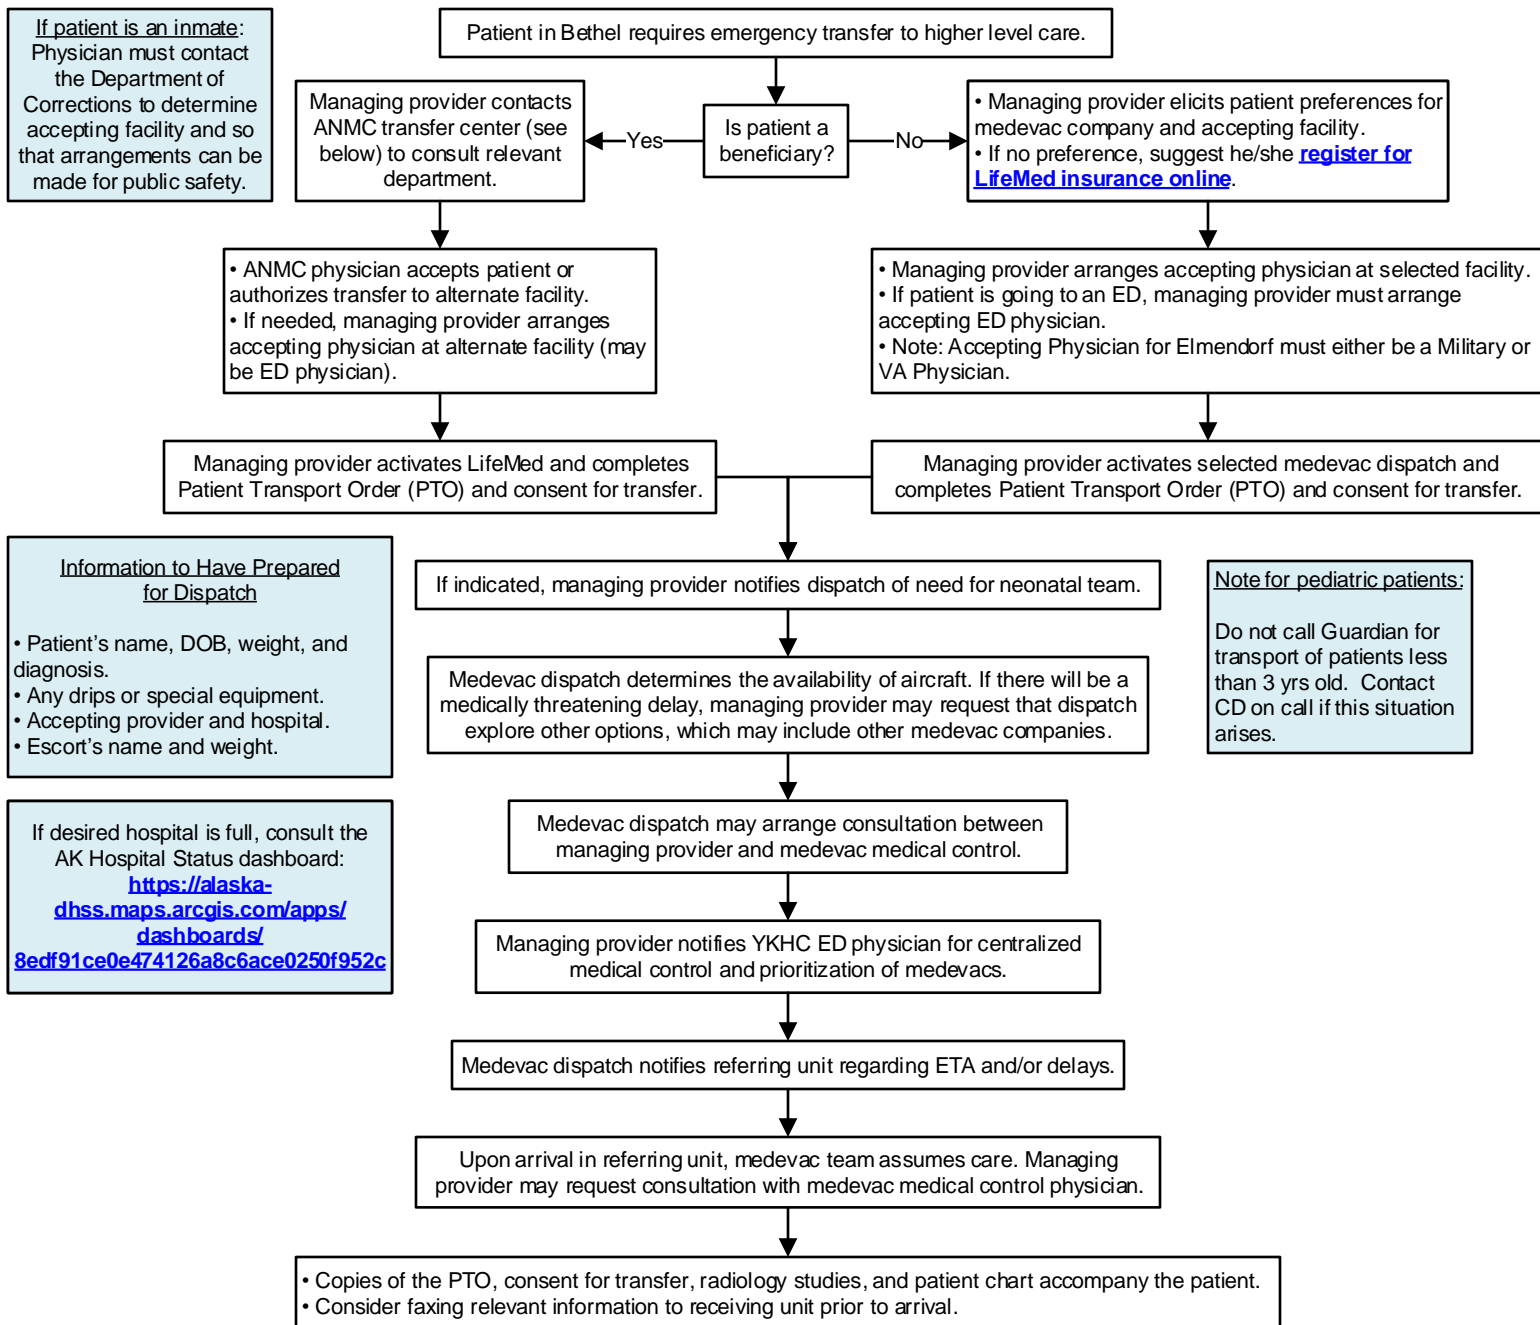 If patient is an inmate:
Physician must contact
the Department of
Corrections to determine
accepting facility and so
that arrangements can be
made for public safety.
Patient in Bethel requires emergency transfer to higher level care.
Managing provider contacts
ANMC transfer center (see
below) to consult relevant
department.
Yes
Is patient a
beneficiary?
No
• Managing provider elicits patient preferences for
medevac company and accepting facility.
• If no preference, suggest he/she register for
LifeMed insurance online.
• ANMC physician accepts patient or
authorizes transfer to alternate facility.
• If needed, managing provider arranges
accepting physician at alternate facility (may
be ED physician).
• Managing provider arranges accepting physician at selected facility.
• If patient is going to an ED, managing provider must arrange
accepting ED physician.
• Note: Accepting Physician for Elmendorf must either be a Military or
VA Physician.
Managing provider activates LifeMed and completes
Patient Transport Order (PTO) and consent for transfer.
Managing provider activates selected medevac dispatch and
completes Patient Transport Order (PTO) and consent for transfer.
Information to Have Prepared
for Dispatch
• Patient's name, DOB, weight, and
diagnosis.
• Any drips or special equipment.
• Accepting provider and hospital.
• Escort's name and weight.
If indicated, managing provider notifies dispatch of need for neonatal team.
Note for pediatric patients:
Do not call Guardian for
transport of patients less
than 3 yrs old.  Contact
CD on call if this situation
arises.
Medevac dispatch determines the availability of aircraft. If there will be a
medically threatening delay, managing provider may request that dispatch
explore other options, which may include other medevac companies.
If desired hospital is full, consult the
AK Hospital Status dashboard:
https://alaska-
dhss.maps.arcgis.com/apps/
dashboards/
8edf91ce0e474126a8c6ace0250f952c
Medevac dispatch may arrange consultation between
managing provider and medevac medical control.
Managing provider notifies YKHC ED physician for centralized
medical control and prioritization of medevacs.
Medevac dispatch notifies referring unit regarding ETA and/or delays.
Upon arrival in referring unit, medevac team assumes care. Managing
provider may request consultation with medevac medical control physician.
• Copies of the PTO, consent for transfer, radiology studies, and patient chart accompany the patient.
• Consider faxing relevant information to receiving unit prior to arrival.